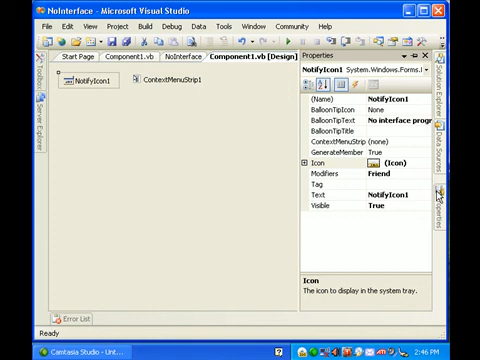 NoInterface - Microsoft Visual Studio
File Edit View Project Build Debug Data Tools Window Community Help
Start Page Component1.vb NoInterface Component1.vb [Design]
NotifyIcon1 ContextMenuStrip1
Toolbox
Server Explorer
Properties
NotifyIcon1 System.Windows.Forms.
(Name) NotifyIcon1
BalloonTipIcon None
BalloonTipText No interface progr
BalloonTipTitle
ContextMenuStrip (none)
GenerateMember True
Icon (Icon)
Modifiers Friend
Tag
Text NotifyIcon1
Visible True
Icon
The icon to display in the system tray.
Solution Explorer
Data Sources
Properties
Error List
Ready
Camtasia Studio - Unt...
2:46 PM